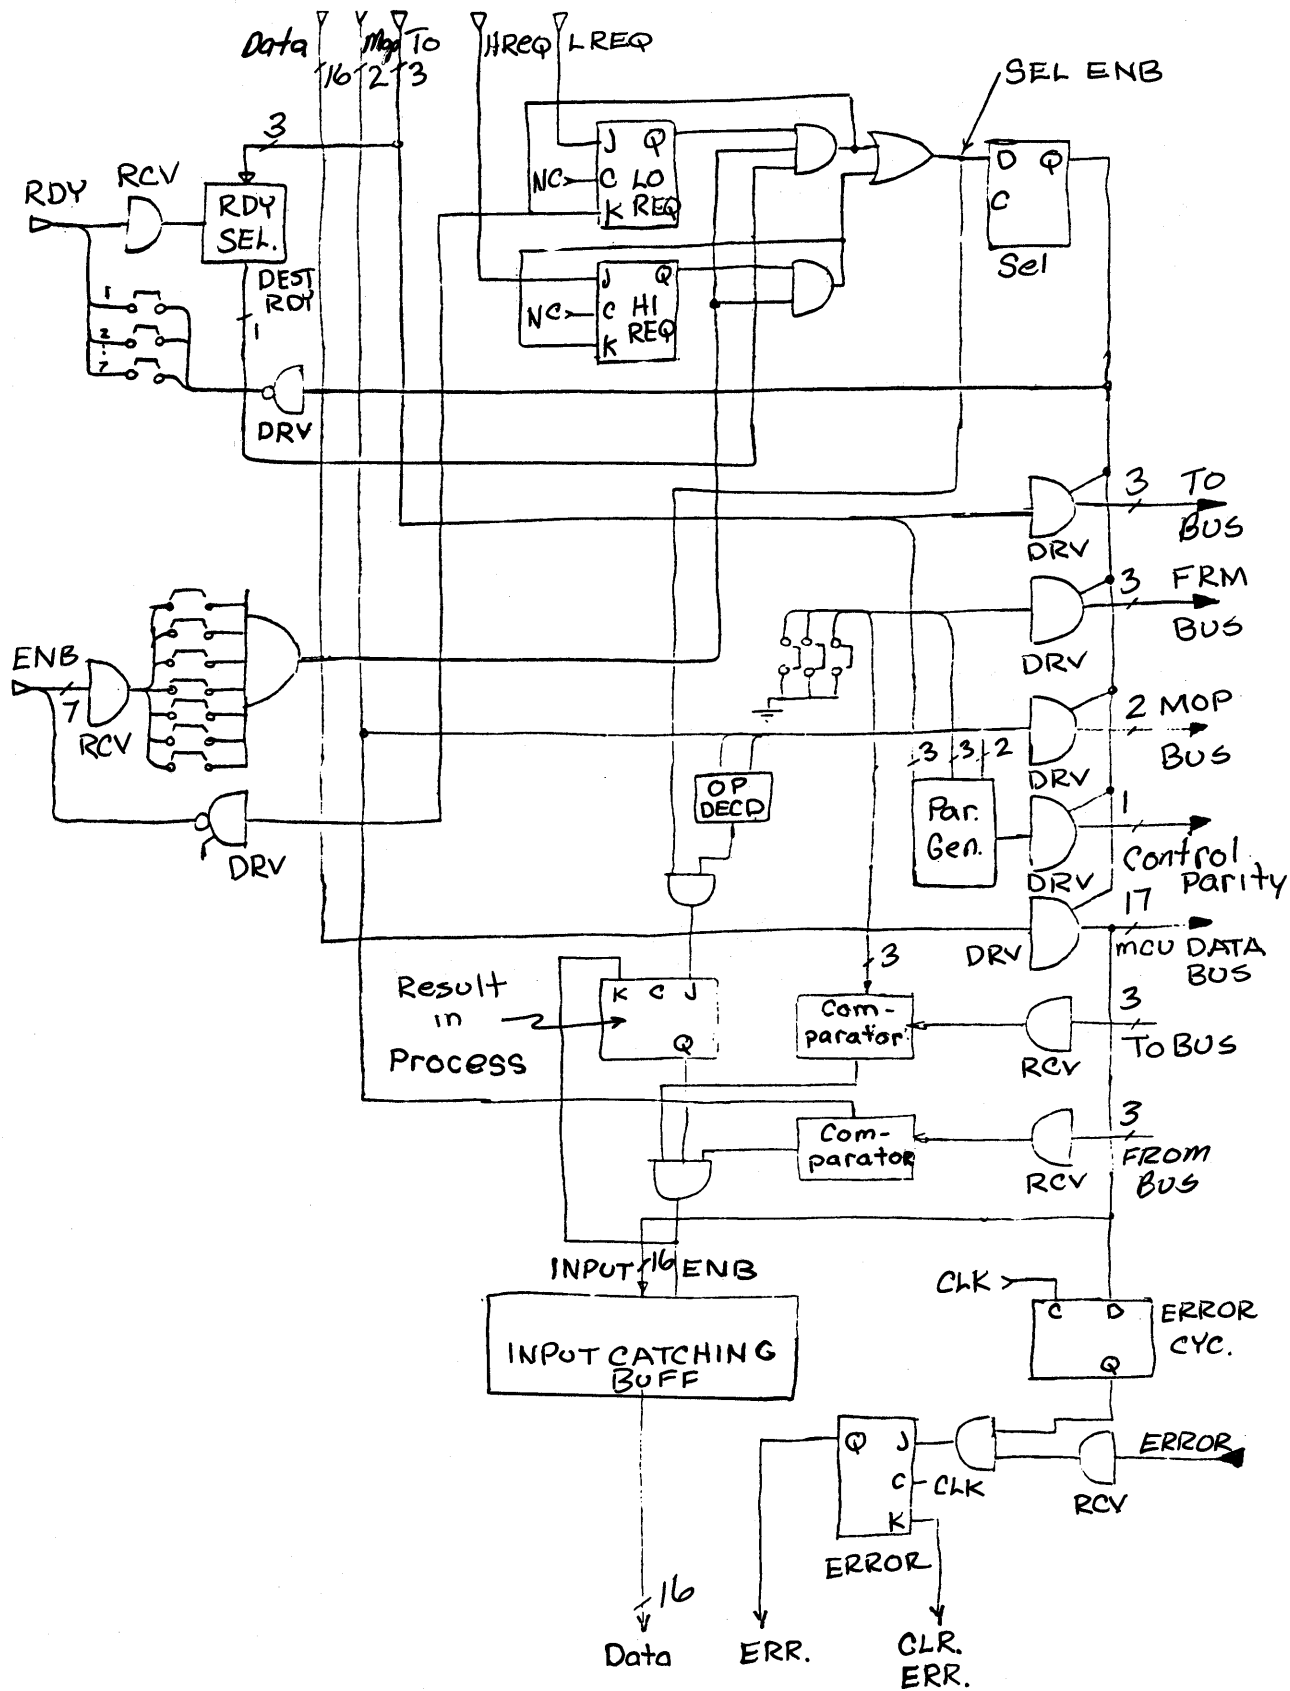 Data
Mop
To
HREQ
LREQ
16
2
3
SEL ENB
3
RCV
RDY
RDY
SEL.
DEST
RDY
1
1
2
7
DRV
J Q
NC C LO
K REQ
J Q
NC C HI
K REQ
D Q
C
Sel
3 TO
BUS
DRV
3 FRM
BUS
DRV
ENB
7
RCV
DRV
2 MOP
BUS
DRV
OP
DECD
3 3 2
Par.
Gen.
1
Control
Parity
DRV
17
MCU DATA
BUS
DRV
3
Result
in
Process
K C J
Q
Com-
parator
3
TO BUS
RCV
Com-
parator
3
FROM
BUS
RCV
INPUT 16 ENB
INPUT CATCHING
BUFF
CLK
C D
Q
ERROR
CYC.
Q J
C CLK
K
ERROR
ERROR
RCV
16
Data
ERR.
CLR.
ERR.